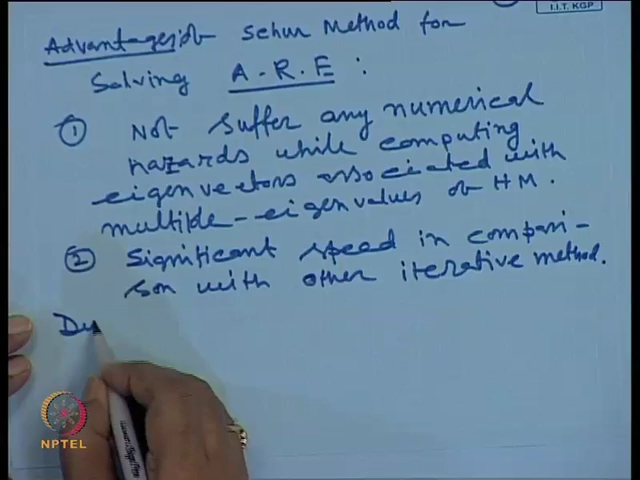 I.I.T. KGP
Advantages of Schur Method for
Solving A.R.E :
① Not suffer any numerical
hazards while computing
eigenvectors associated with
multiple-eigenvalues of HM.
② Significant speed in compari-
son with other iterative method.
Du
NPTEL